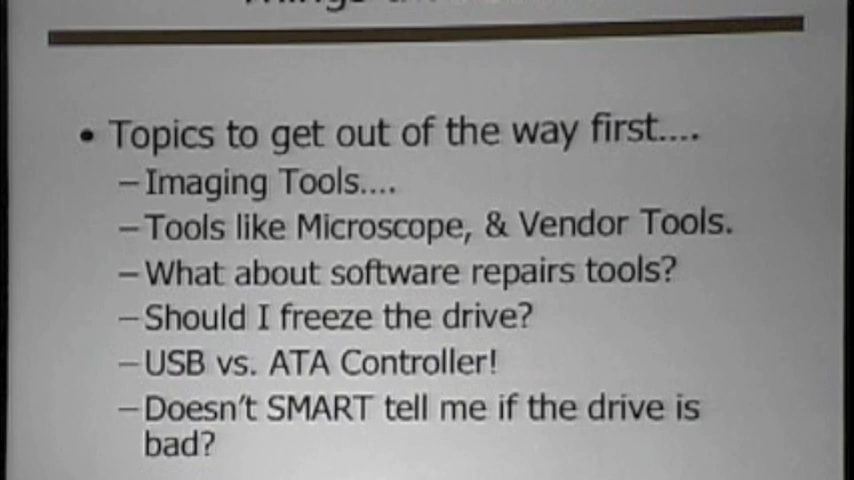 • Topics to get out of the way first....
– Imaging Tools....
– Tools like Microscope, & Vendor Tools.
– What about software repairs tools?
– Should I freeze the drive?
– USB vs. ATA Controller!
– Doesn't SMART tell me if the drive is
bad?